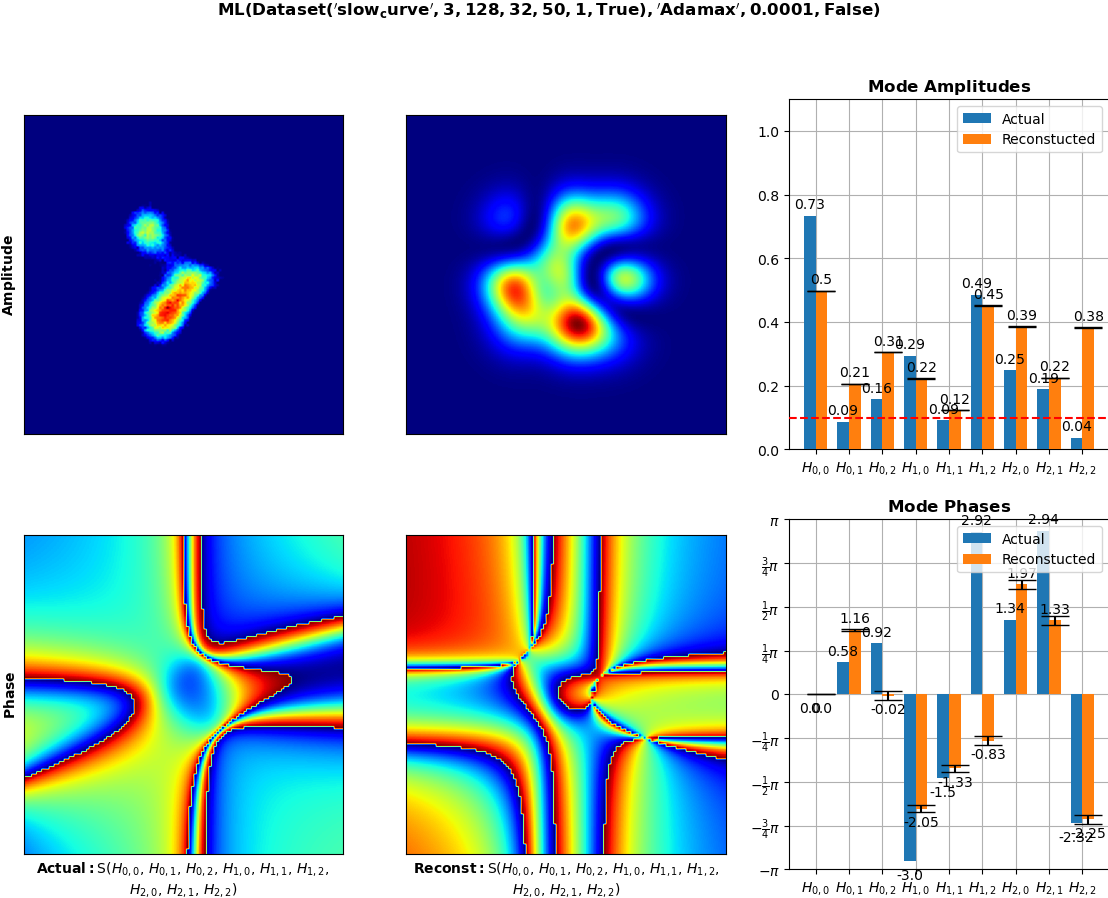 ML(Dataset('slow_curve', 3, 128, 32, 50, 1, True), 'Adamax', 0.0001, False)
Amplitude
Mode Amplitudes
Actual
Reconstucted
1.0
0.8
0.6
0.4
0.2
0.0
0.73
0.5
0.09
0.21
0.16
0.31
0.29
0.22
0.09
0.12
0.49
0.45
0.25
0.39
0.19
0.22
0.04
0.38
H0,0 H0,1 H0,2 H1,0 H1,1 H1,2 H2,0 H2,1 H2,2
Phase
Actual: S(H0,0, H0,1, H0,2, H1,0, H1,1, H1,2,
H2,0, H2,1, H2,2)
Reconst: S(H0,0, H0,1, H0,2, H1,0, H1,1, H1,2,
H2,0, H2,1, H2,2)
Mode Phases
Actual
Reconstucted
π
3/4π
1/2π
1/4π
0
−1/4π
−1/2π
−3/4π
−π
0.0
0.0
0.58
1.16
0.92
-0.02
-3.0
-2.05
-1.5
-1.33
2.92
-0.83
1.34
1.97
2.94
1.33
-2.32
-2.25
H0,0 H0,1 H0,2 H1,0 H1,1 H1,2 H2,0 H2,1 H2,2